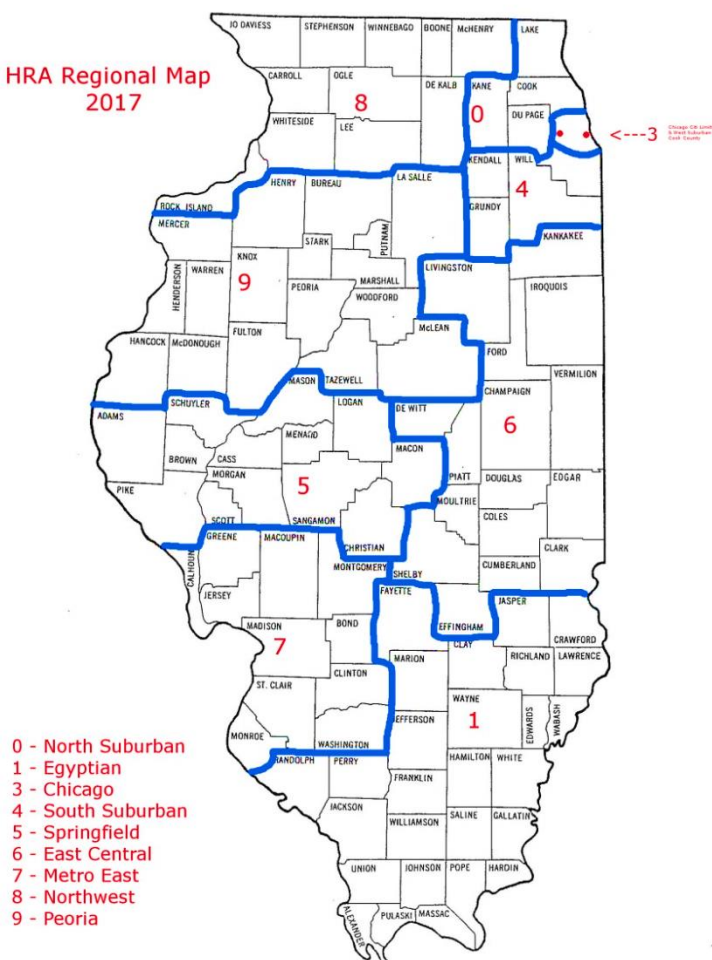 HRA Regional Map
2017
JO DAVIESS STEPHENSON WINNEBAGO BOONE McHENRY LAKE
CARROLL OGLE DE KALB KANE COOK
8 0
DU PAGE
WHITESIDE LEE
<---3
KENDALL WILL
4
ROCK ISLAND HENRY BUREAU LA SALLE GRUNDY
MERCER KANKAKEE
STARK PUTNAM
KNOX LIVINGSTON
HENDERSON WARREN 9 PEORIA MARSHALL IROQUOIS
WOODFORD
HANCOCK McDONOUGH FULTON McLEAN FORD
VERMILION
MASON TAZEWELL CHAMPAIGN
ADAMS SCHUYLER LOGAN DE WITT
6
BROWN CASS MENARD MACON
MORGAN PIATT DOUGLAS EDGAR
PIKE 5 MOULTRIE
SCOTT SANGAMON COLES
GREENE MACOUPIN CHRISTIAN
CALHOUN MONTGOMERY SHELBY CUMBERLAND CLARK
JERSEY FAYETTE EFFINGHAM JASPER
MADISON BOND CRAWFORD
7 CLAY
MARION RICHLAND LAWRENCE
CLINTON
ST. CLAIR WAYNE
1 EDWARDS WABASH
MONROE JEFFERSON
WASHINGTON
RANDOLPH PERRY HAMILTON WHITE
FRANKLIN
JACKSON SALINE GALLATIN
WILLIAMSON
UNION JOHNSON POPE HARDIN
ALEXANDER PULASKI MASSAC
0 - North Suburban
1 - Egyptian
3 - Chicago
4 - South Suburban
5 - Springfield
6 - East Central
7 - Metro East
8 - Northwest
9 - Peoria